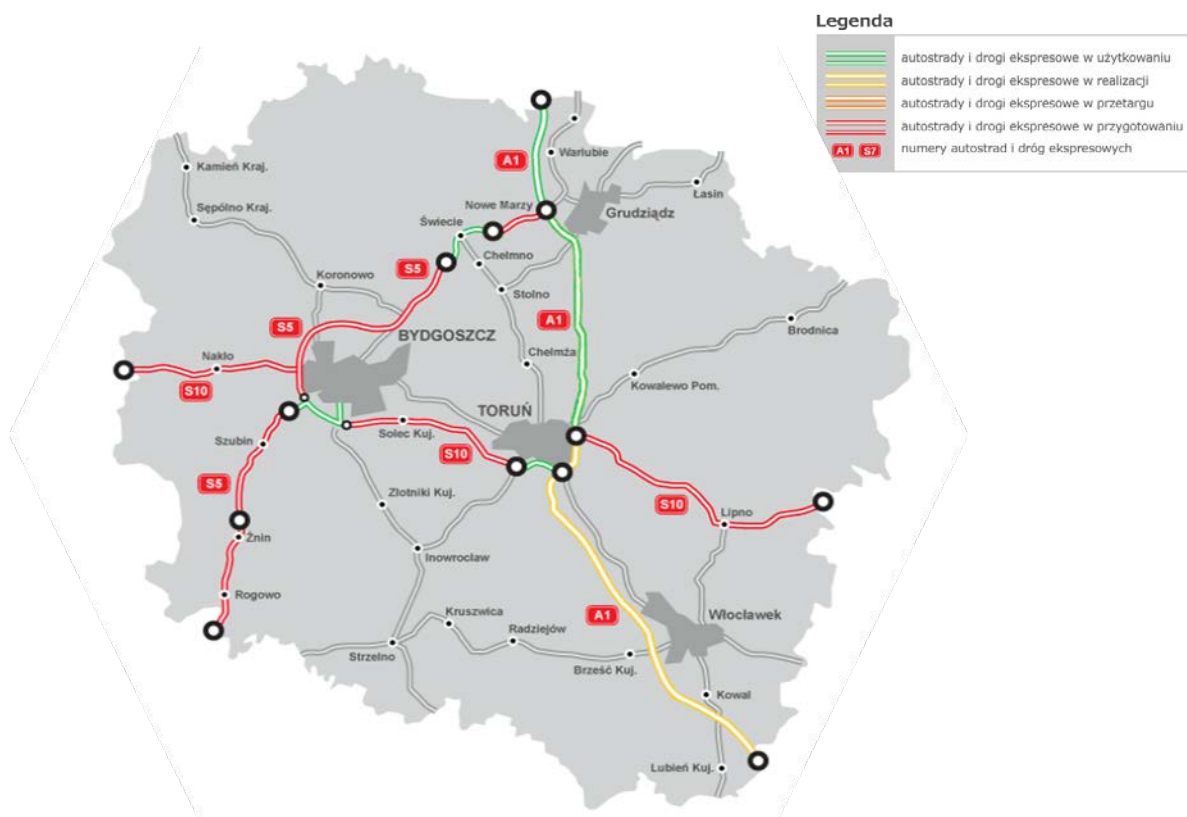 Legenda
autostrady i drogi ekspresowe w użytkowaniu
autostrady i drogi ekspresowe w realizacji
autostrady i drogi ekspresowe w przetargu
autostrady i drogi ekspresowe w przygotowaniu
A1 S7 numery autostrad i dróg ekspresowych
Warlubie
A1
Kamień Kraj.
Łasin
Nowe Marzy
Sępólno Kraj.
Grudziądz
Świecie
Chełmno
S5
Koronowo
Stolno
A1
S5
Brodnica
BYDGOSZCZ
Nakło
Chełmża
Kowalewo Pom.
S10
TORUŃ
Solec Kuj.
Szubin
S10
S5
Złotniki Kuj.
S10
Lipno
Żnin
Inowrocław
Rogowo
Kruszwica
A1
Włocławek
Radziejów
Strzelno
Brześć Kuj.
Kowal
Lubień Kuj.